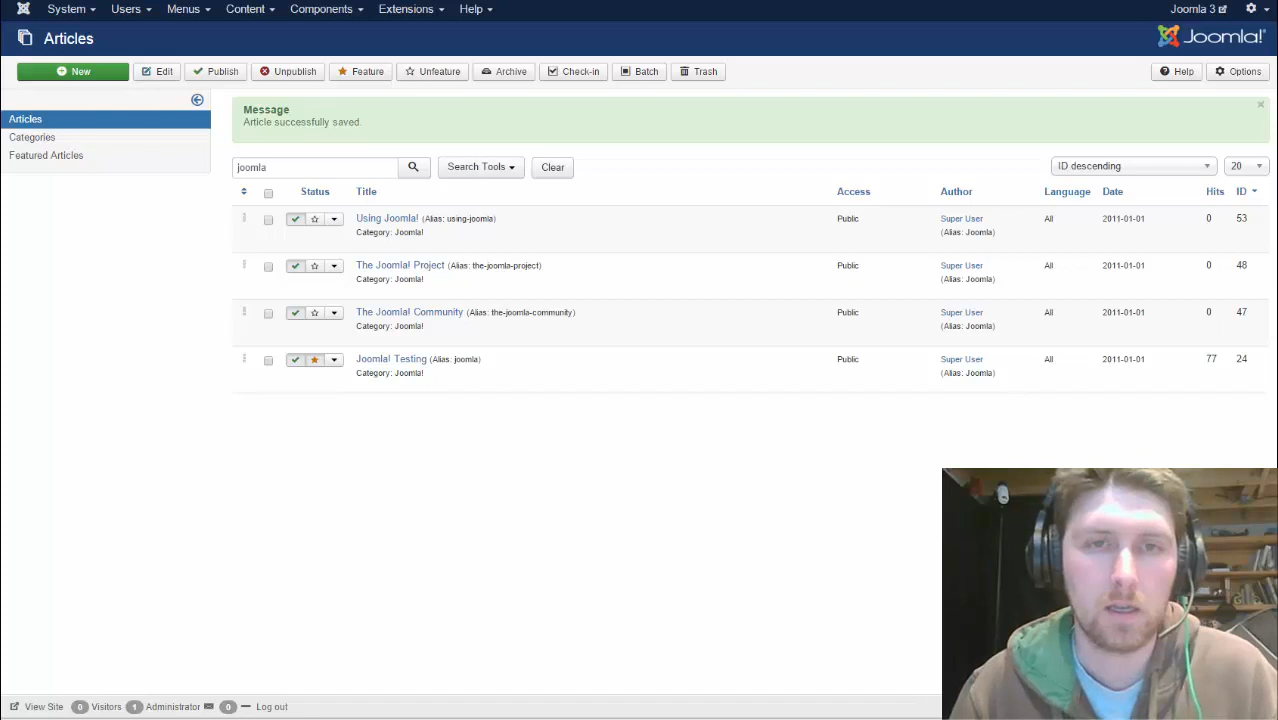 System Users Menus Content Components Extensions Help Joomla 3
Articles Joomla!
New Edit Publish Unpublish Feature Unfeature Archive Check-in Batch Trash Help Options
Articles
Categories
Featured Articles
Message
Article successfully saved.
×
joomla Search Tools Clear ID descending 20
Status Title Access Author Language Date Hits ID
Using Joomla! (Alias: using-joomla) Public Super User All 2011-01-01 0 53
Category: Joomla! (Alias: Joomla)
The Joomla! Project (Alias: the-joomla-project) Public Super User All 2011-01-01 0 48
Category: Joomla! (Alias: Joomla)
The Joomla! Community (Alias: the-joomla-community) Public Super User All 2011-01-01 0 47
Category: Joomla! (Alias: Joomla)
Joomla! Testing (Alias: joomla) Public Super User All 2011-01-01 77 24
Category: Joomla! (Alias: Joomla)
View Site 0 Visitors 1 Administrator 0 Log out